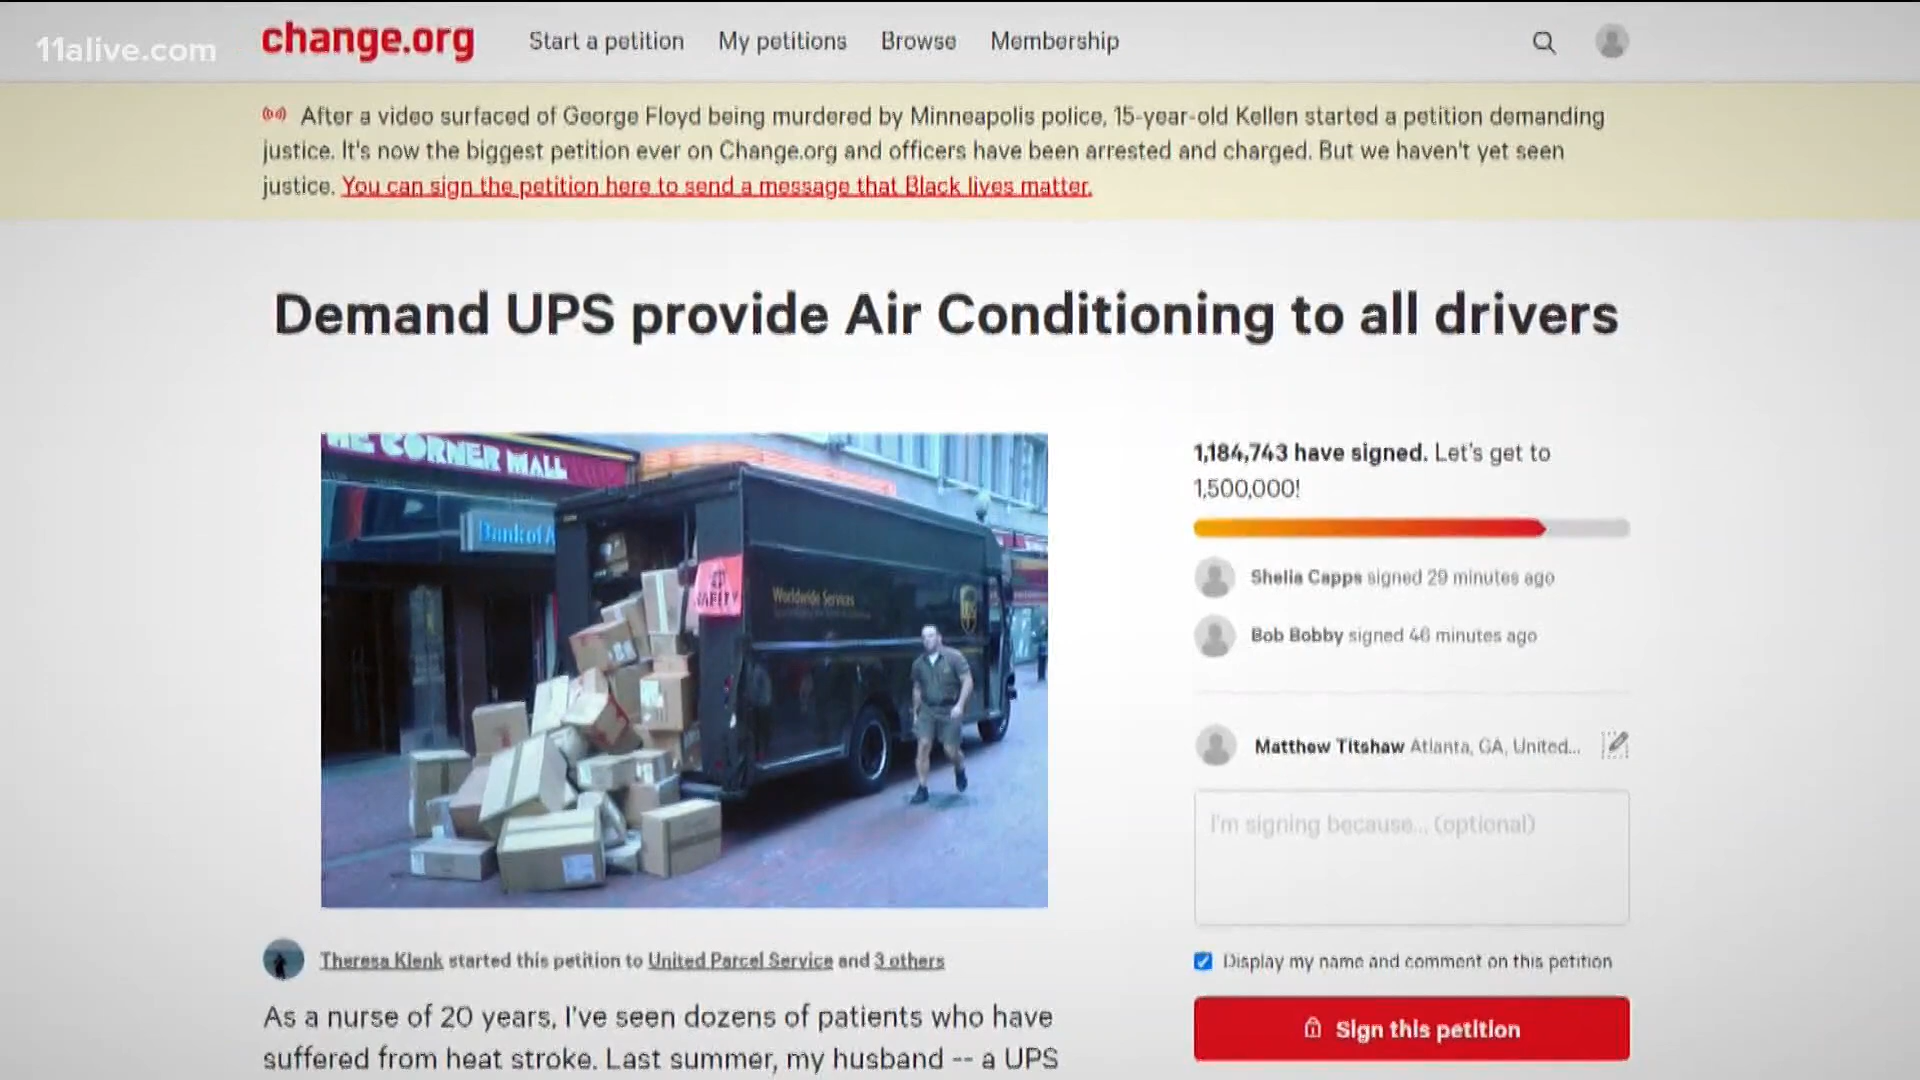 11alive.com
change.org
Start a petition My petitions Browse Membership
After a video surfaced of George Floyd being murdered by Minneapolis police, 15-year-old Kellen started a petition demanding
justice. It's now the biggest petition ever on Change.org and officers have been arrested and charged. But we haven't yet seen
justice. You can sign the petition here to send a message that Black lives matter.
Demand UPS provide Air Conditioning to all drivers
THE CORNER MALL
Bank of A
SAFETY
Worldwide Services
UPS
1,184,743 have signed. Let's get to
1,500,000!
Shelia Capps signed 29 minutes ago
Bob Bobby signed 46 minutes ago
Matthew Titshaw Atlanta, GA, United...
I'm signing because... (optional)
Display my name and comment on this petition
Sign this petition
Theresa Klenk started this petition to United Parcel Service and 3 others
As a nurse of 20 years, I've seen dozens of patients who have
suffered from heat stroke. Last summer, my husband -- a UPS